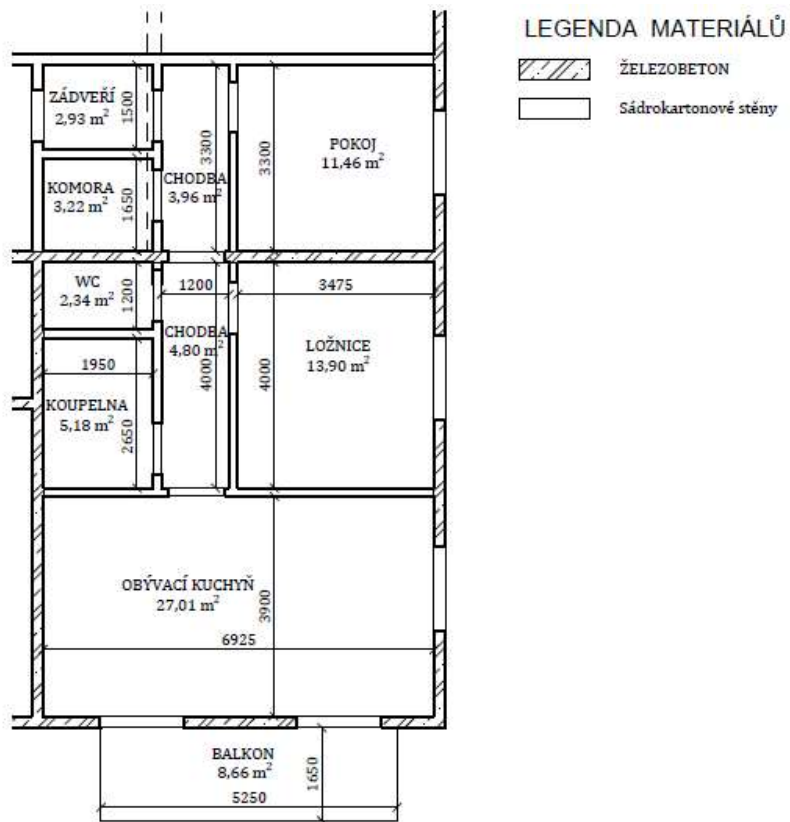 LEGENDA MATERIÁLŮ
ŽELEZOBETON
Sádrokartonové stěny
ZÁDVEŘÍ
2,93 m²
1500
KOMORA
3,22 m²
1650
CHODBA
3,96 m²
3300
POKOJ
11,46 m²
3300
WC
2,34 m²
1200
1200
3475
CHODBA
4,80 m²
4000
LOŽNICE
13,90 m²
4000
1950
KOUPELNA
5,18 m²
2650
OBÝVACÍ KUCHYŇ
27,01 m²
3900
6925
BALKON
8,66 m²
1650
5250